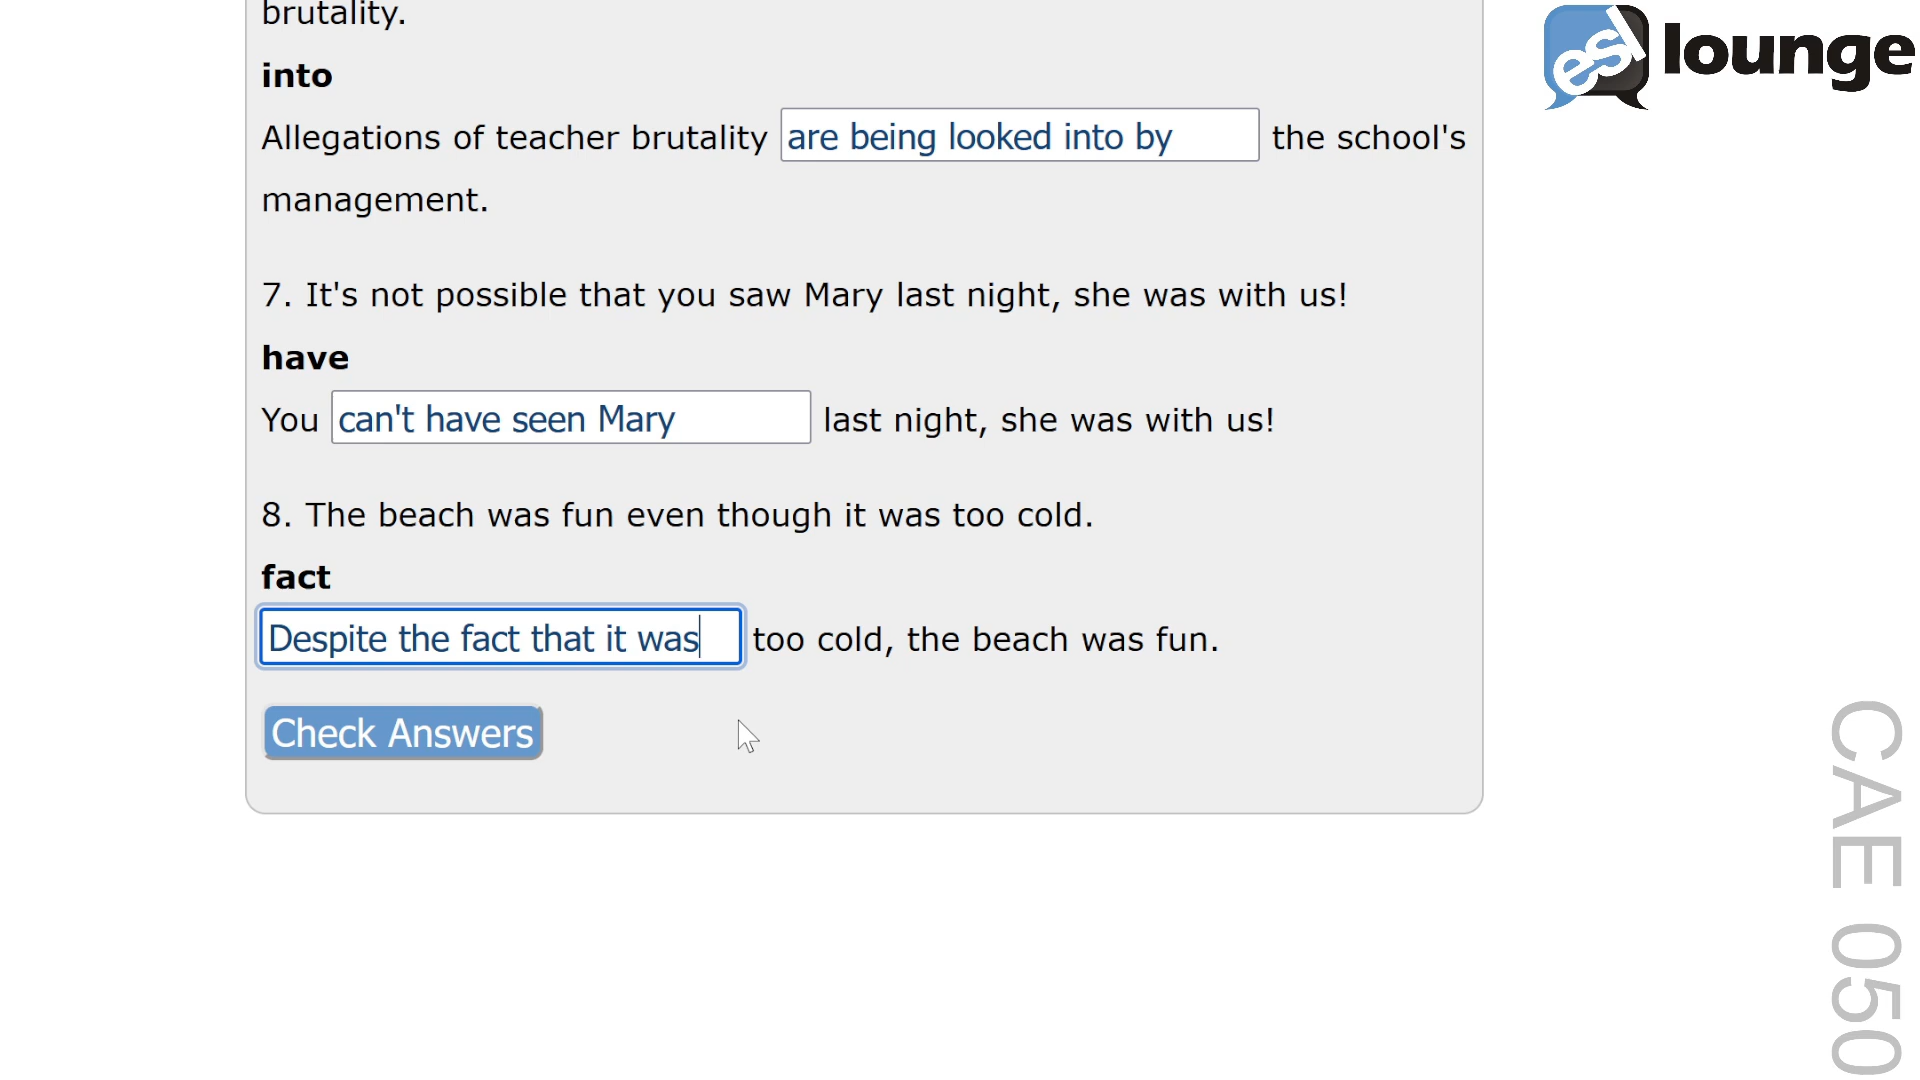 brutality.
esl lounge
into
Allegations of teacher brutality are being looked into by the school's
management.
7. It's not possible that you saw Mary last night, she was with us!
have
You can't have seen Mary last night, she was with us!
8. The beach was fun even though it was too cold.
fact
Despite the fact that it was too cold, the beach was fun.
Check Answers
CAE 050